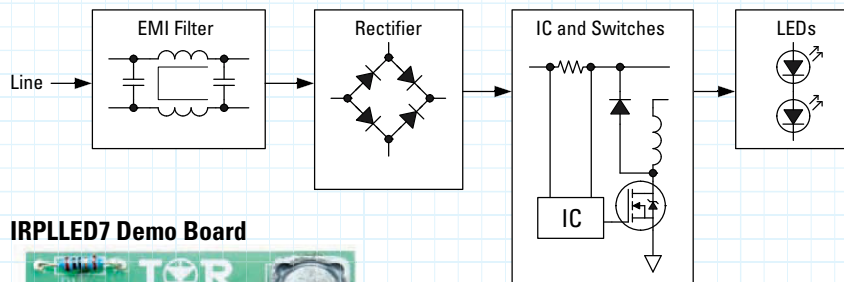 EMI Filter
Rectifier
IC and Switches
LEDs
Line
IC
IRPLLED7 Demo Board